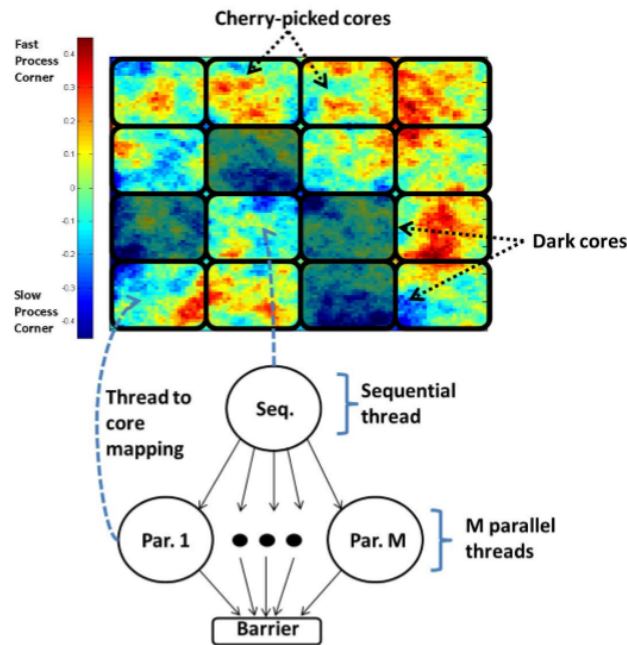 Cherry-picked cores
Fast
Process
Corner
0.4
0.3
0.2
0.1
0
-0.1
-0.2
-0.3
-0.4
Slow
Process
Corner
Dark cores
Thread to
core
mapping
Seq.
Sequential
thread
Par. 1
Par. M
M parallel
threads
Barrier